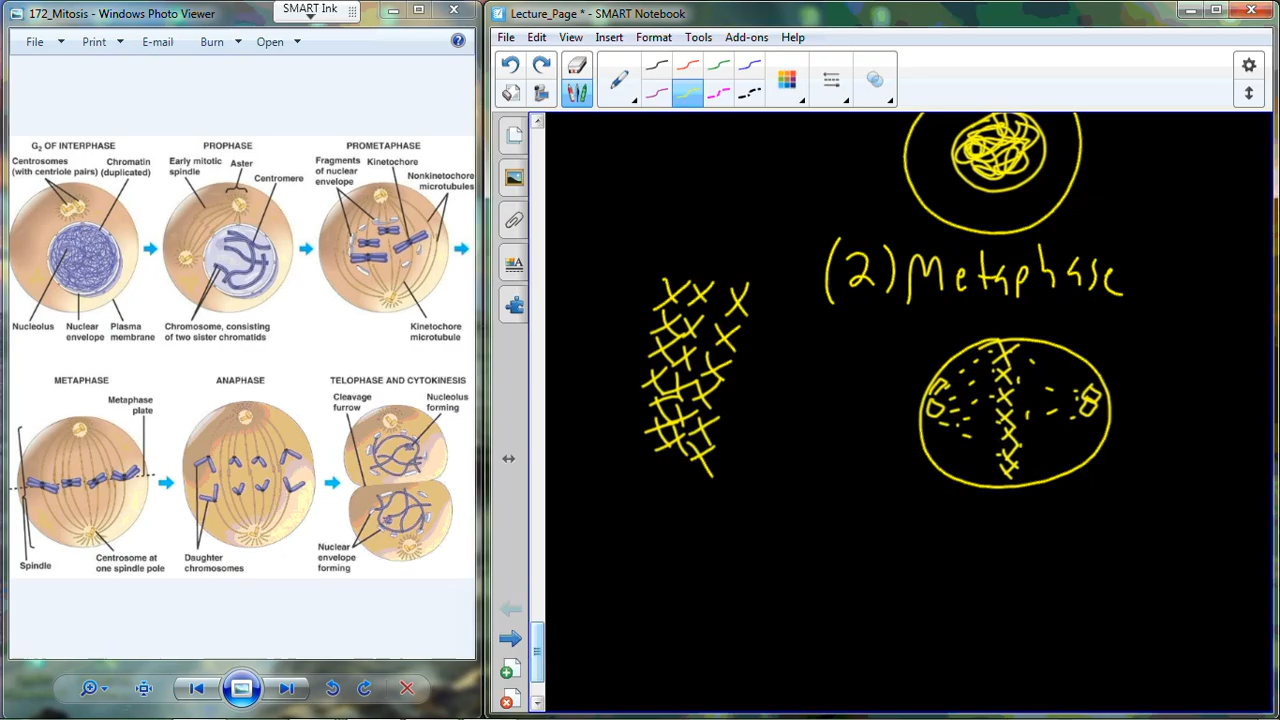 172_Mitosis - Windows Photo Viewer
SMART Ink
File Print E-mail Burn Open
G2 OF INTERPHASE
PROPHASE
PROMETAPHASE
Centrosomes
(with centriole pairs)
Chromatin
(duplicated)
Early mitotic
spindle
Aster
Centromere
Fragments
of nuclear
envelope
Kinetochore
Nonkinetochore
microtubules
Nucleolus
Nuclear
envelope
Plasma
membrane
Chromosome, consisting
of two sister chromatids
Kinetochore
microtubule
METAPHASE
ANAPHASE
TELOPHASE AND CYTOKINESIS
Metaphase
plate
Cleavage
furrow
Nucleolus
forming
Spindle
Centrosome at
one spindle pole
Daughter
chromosomes
Nuclear
envelope
forming
Lecture_Page * - SMART Notebook
File Edit View Insert Format Tools Add-ons Help
(2) Metaphase